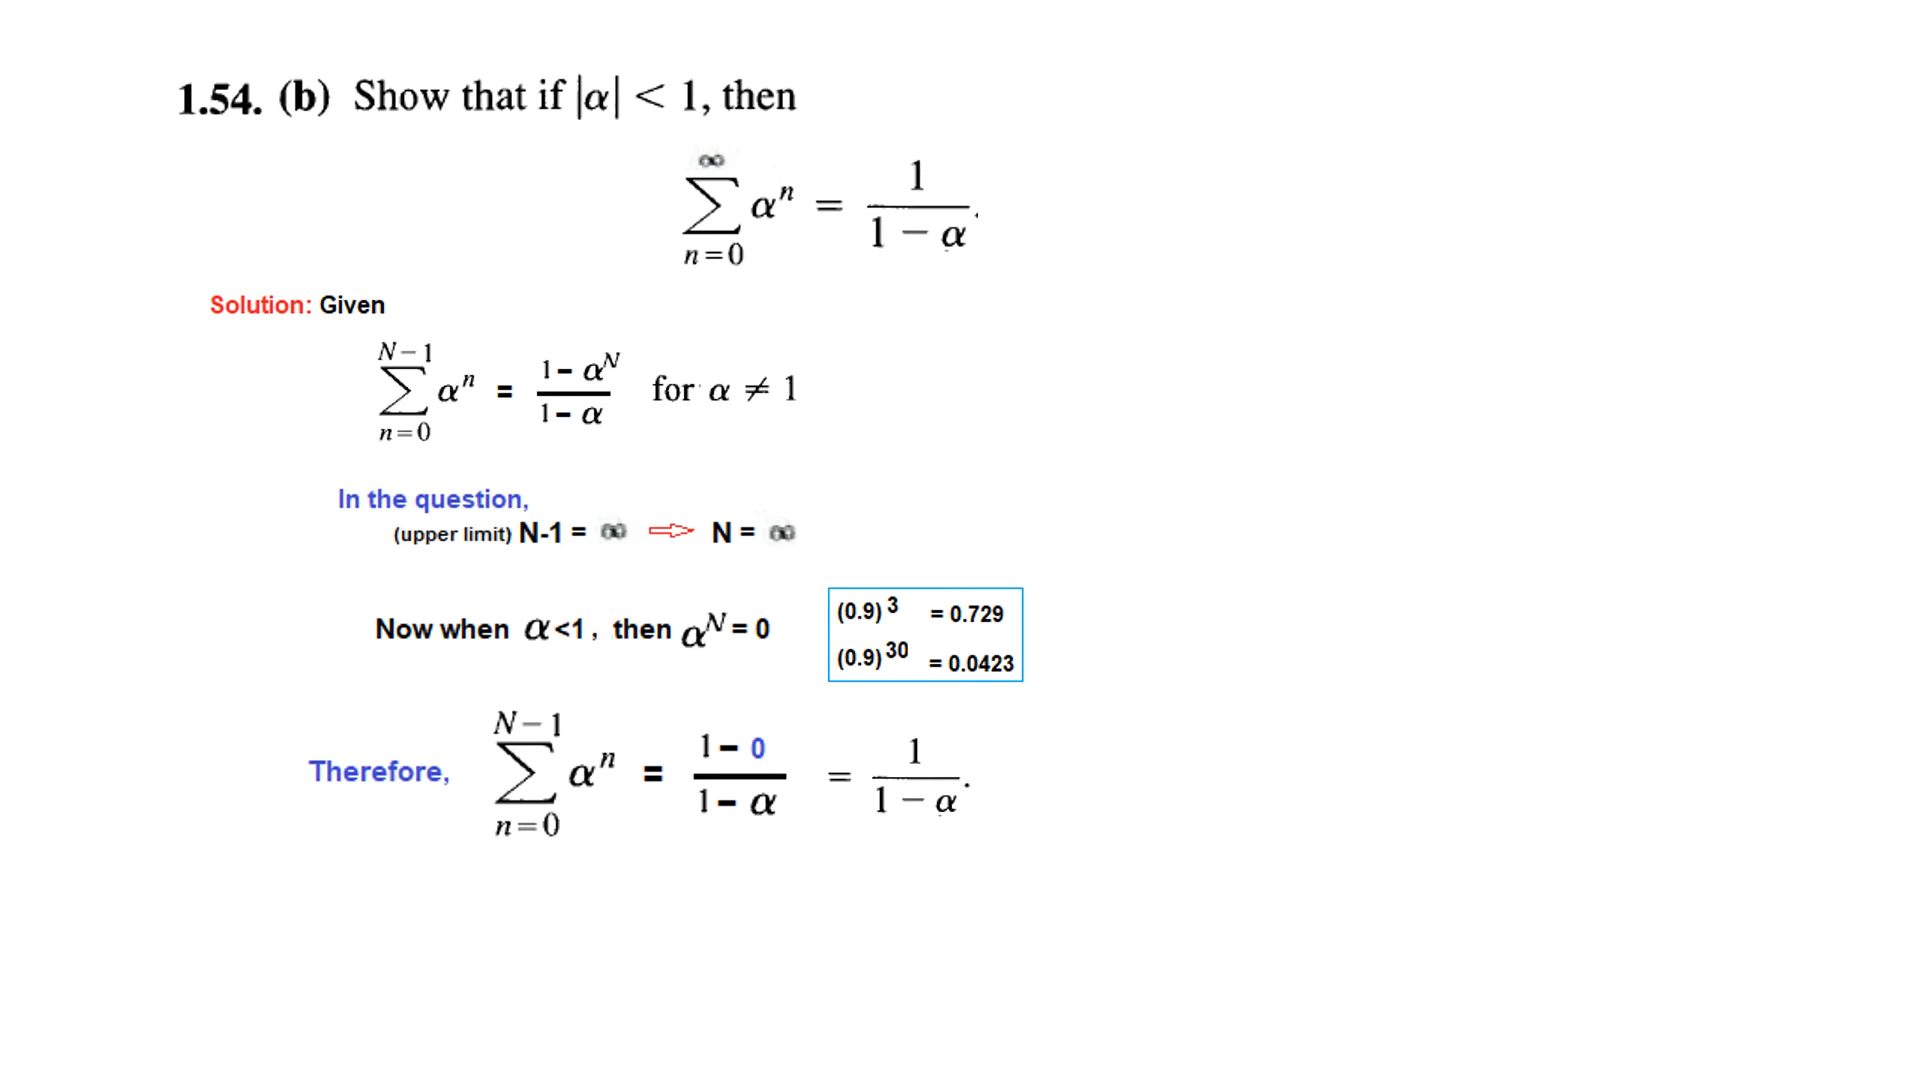 1.54. (b) Show that if |α| < 1, then
∞
∑ αⁿ = 1 / (1 − α).
n=0
Solution: Given
N−1
∑ αⁿ = (1− α^N) / (1− α) for α ≠ 1
n=0
In the question,
(upper limit) N-1 = ∞ ⇨ N = ∞
Now when α<1, then α^N = 0
(0.9)^3 = 0.729
(0.9)^30 = 0.0423
N−1
Therefore, ∑ αⁿ = (1− 0) / (1− α) = 1 / (1 − α).
n=0